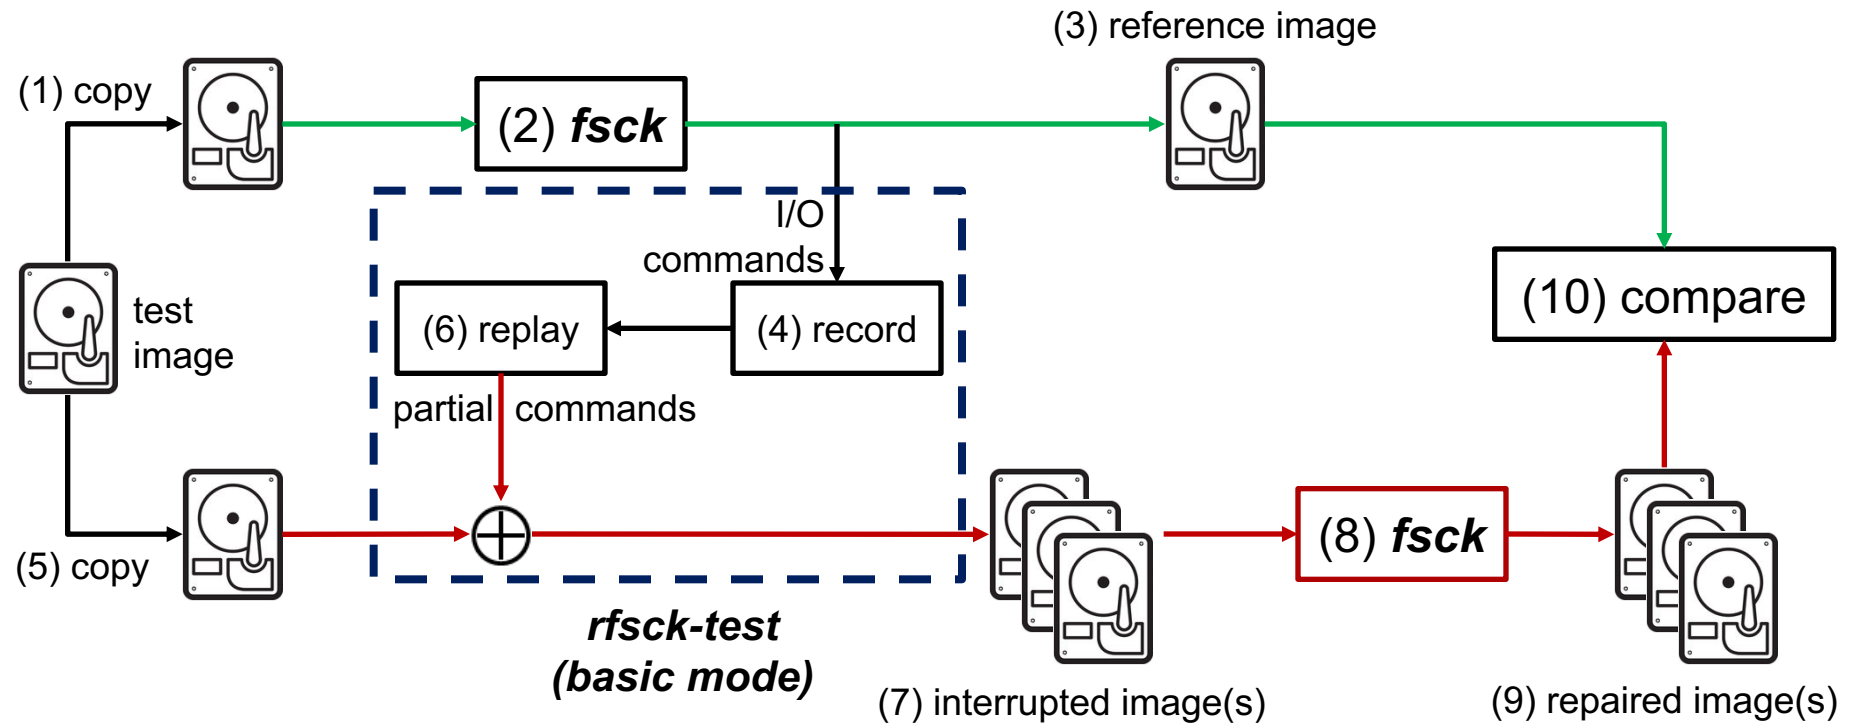 (3) reference image
(1) copy
(2) fsck
I/O
commands
test
image
(6) replay
(4) record
(10) compare
partial commands
(5) copy
(8) fsck
rfsck-test
(basic mode)
(7) interrupted image(s)
(9) repaired image(s)